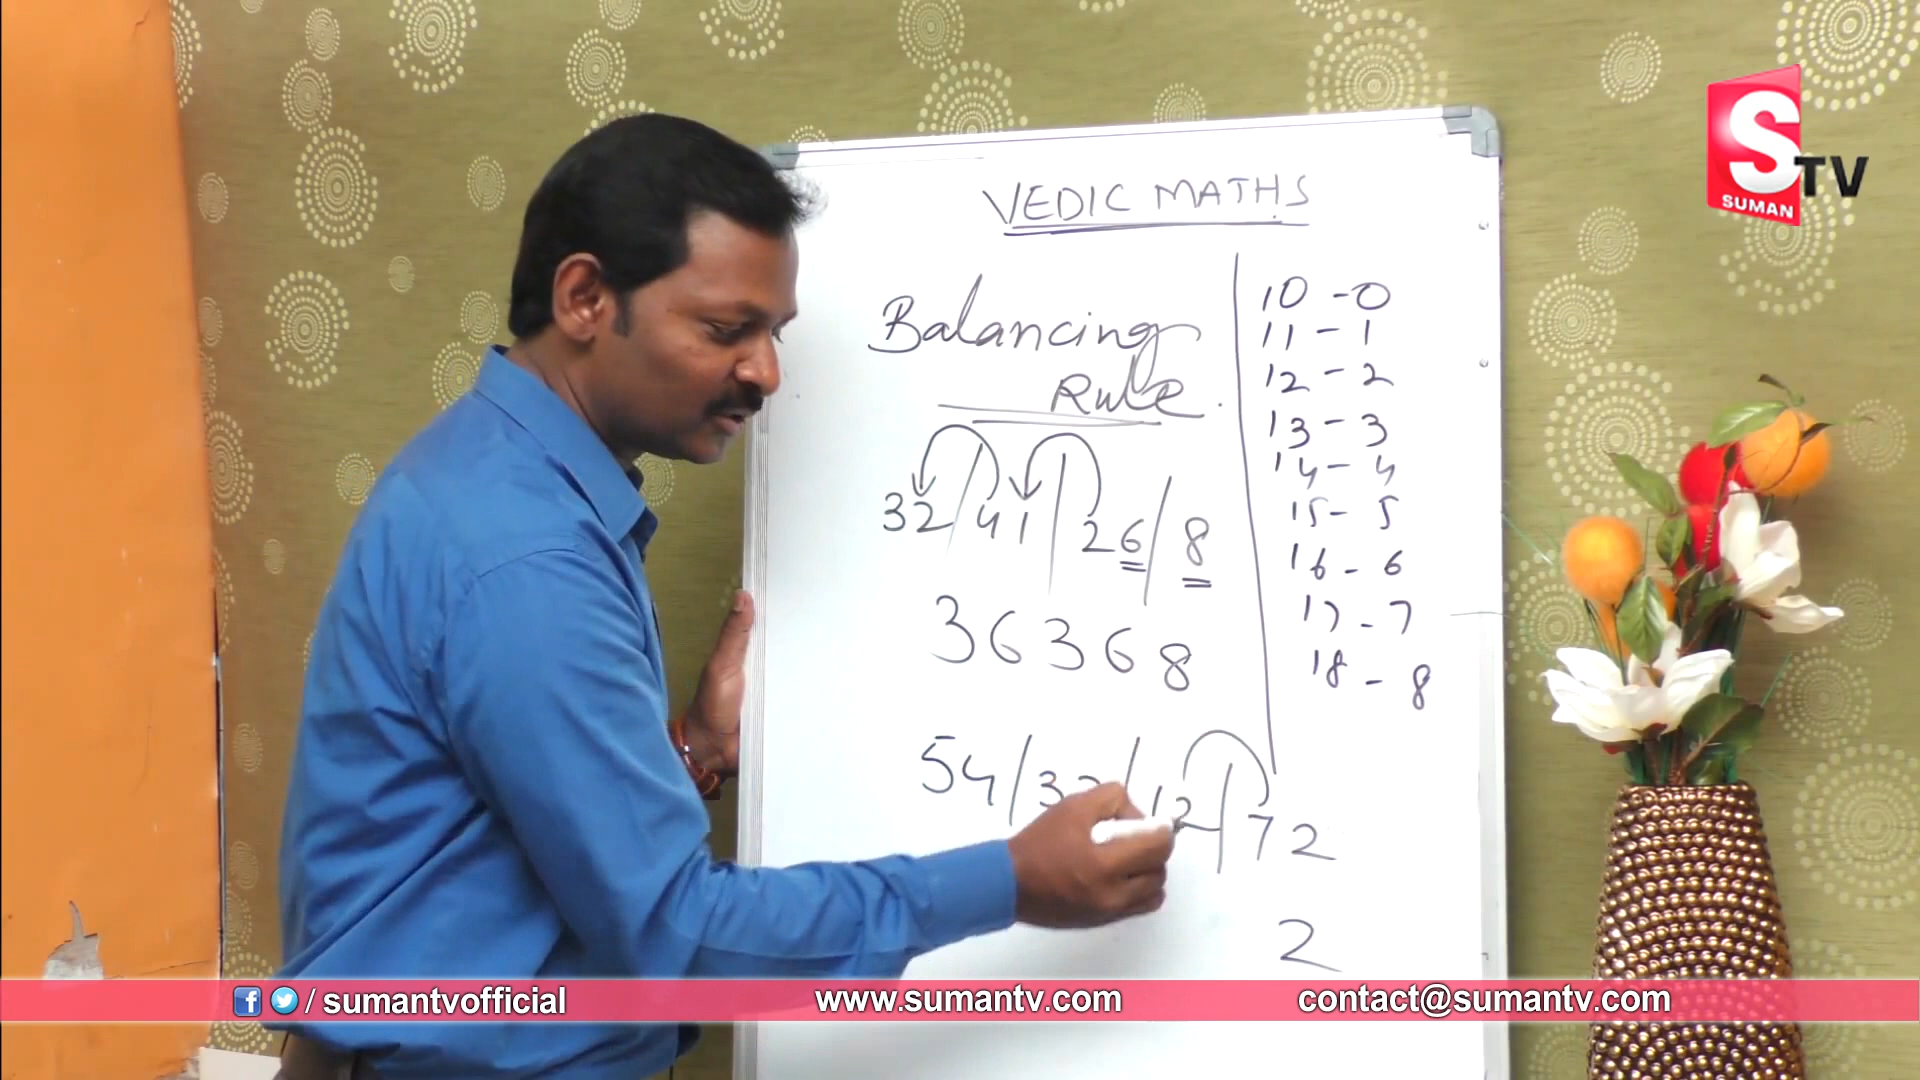 S TV
SUMAN
VEDIC MATHS
Balancing
Rule.
32/41/26/8
36368
54/32/12/72
2
10 - 0
11 - 1
12 - 2
13 - 3
14 - 4
15 - 5
16 - 6
17 - 7
18 - 8
f / sumantvofficial
www.sumantv.com
contact@sumantv.com